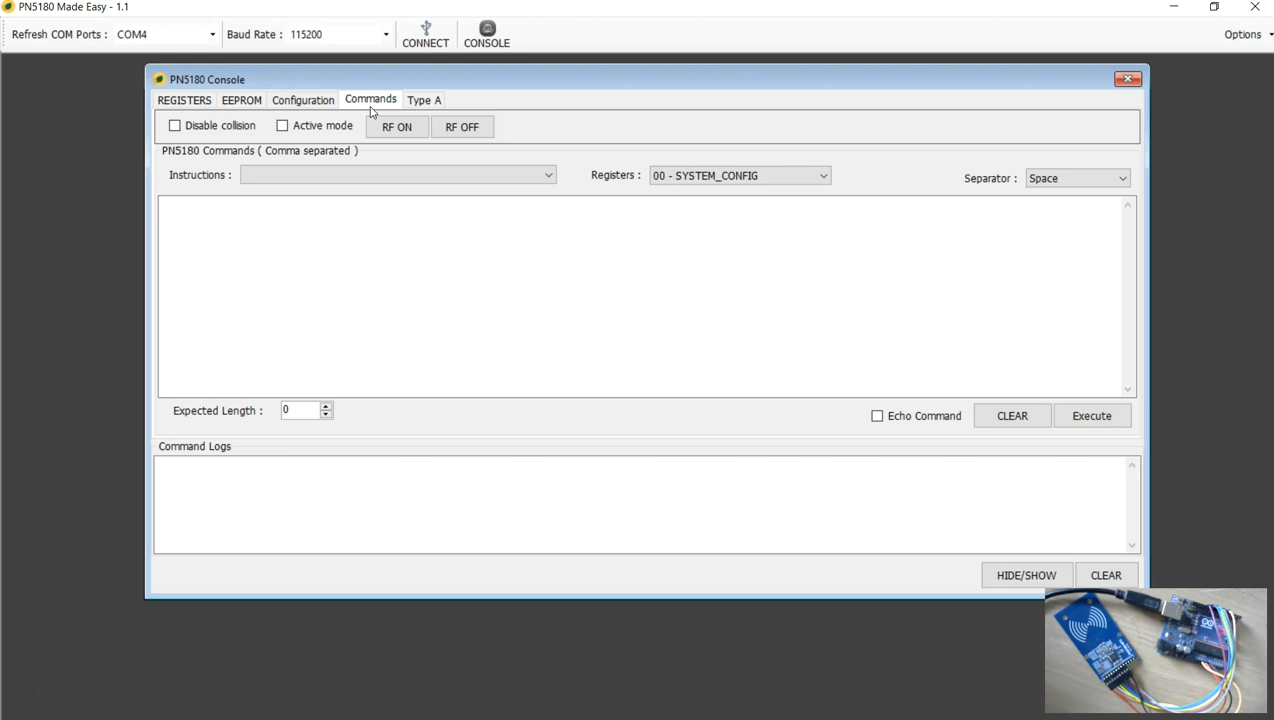 PN5180 Made Easy - 1.1
Refresh COM Ports : COM4 Baud Rate : 115200 CONNECT CONSOLE Options
PN5180 Console
REGISTERS EEPROM Configuration Commands Type A
Disable collision Active mode RF ON RF OFF
PN5180 Commands ( Comma separated )
Instructions : Registers : 00 - SYSTEM_CONFIG Separator : Space
Expected Length : 0 Echo Command CLEAR Execute
Command Logs
HIDE/SHOW CLEAR